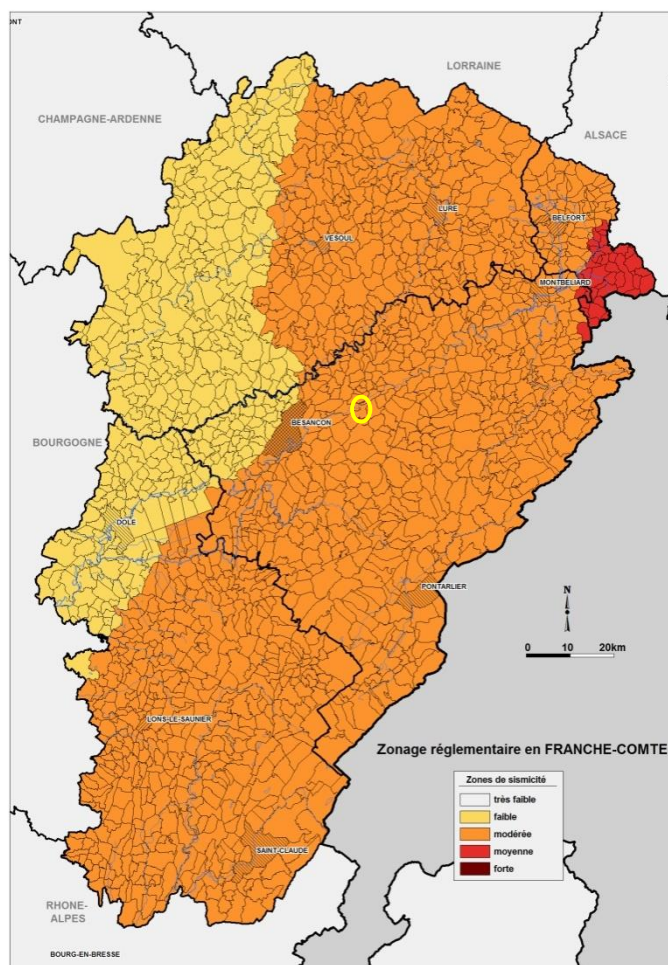 ONT
LORRAINE
CHAMPAGNE-ARDENNE
ALSACE
LURE
BELFORT
VESOUL
MONTBELIARD
BESANCON
BOURGOGNE
DOLE
PONTARLIER
N
0 10 20km
LONS-LE-SAUNIER
Zonage réglementaire en FRANCHE-COMTE
Zones de sismicité
très faible
faible
modérée
moyenne
forte
SAINT-CLAUDE
RHONE-
ALPES
BOURG-EN-BRESSE